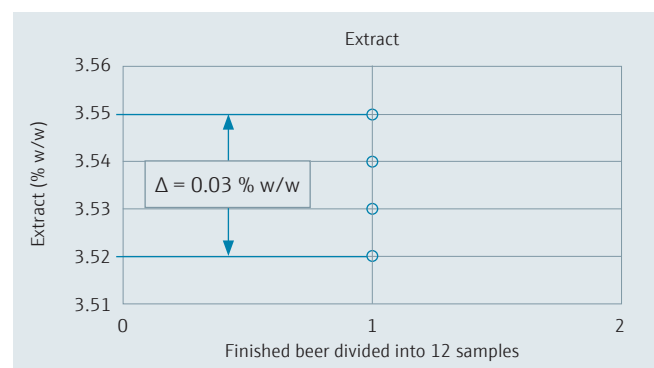 Extract
3.56
3.55
3.54
3.53
3.52
3.51
Extract (% w/w)
Δ = 0.03 % w/w
0 1 2
Finished beer divided into 12 samples